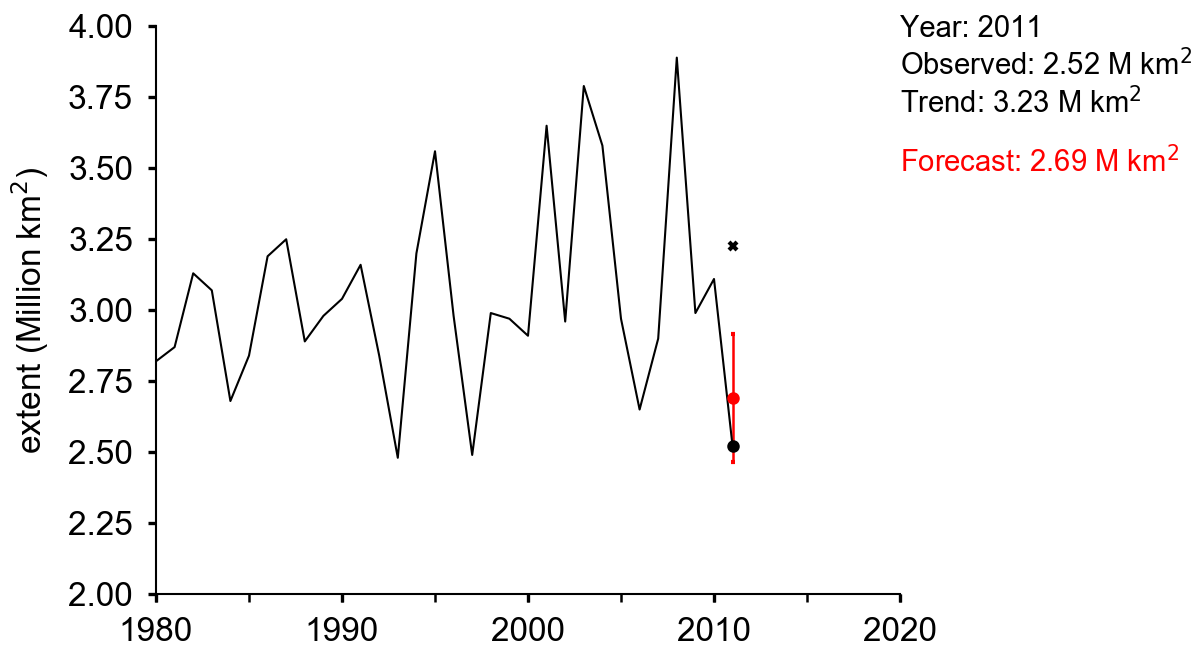 4.00
3.75
3.50
3.25
3.00
2.75
2.50
2.25
2.00
extent (Million km²)
1980
1990
2000
2010
2020
Year: 2011
Observed: 2.52 M km²
Trend: 3.23 M km²
Forecast: 2.69 M km²